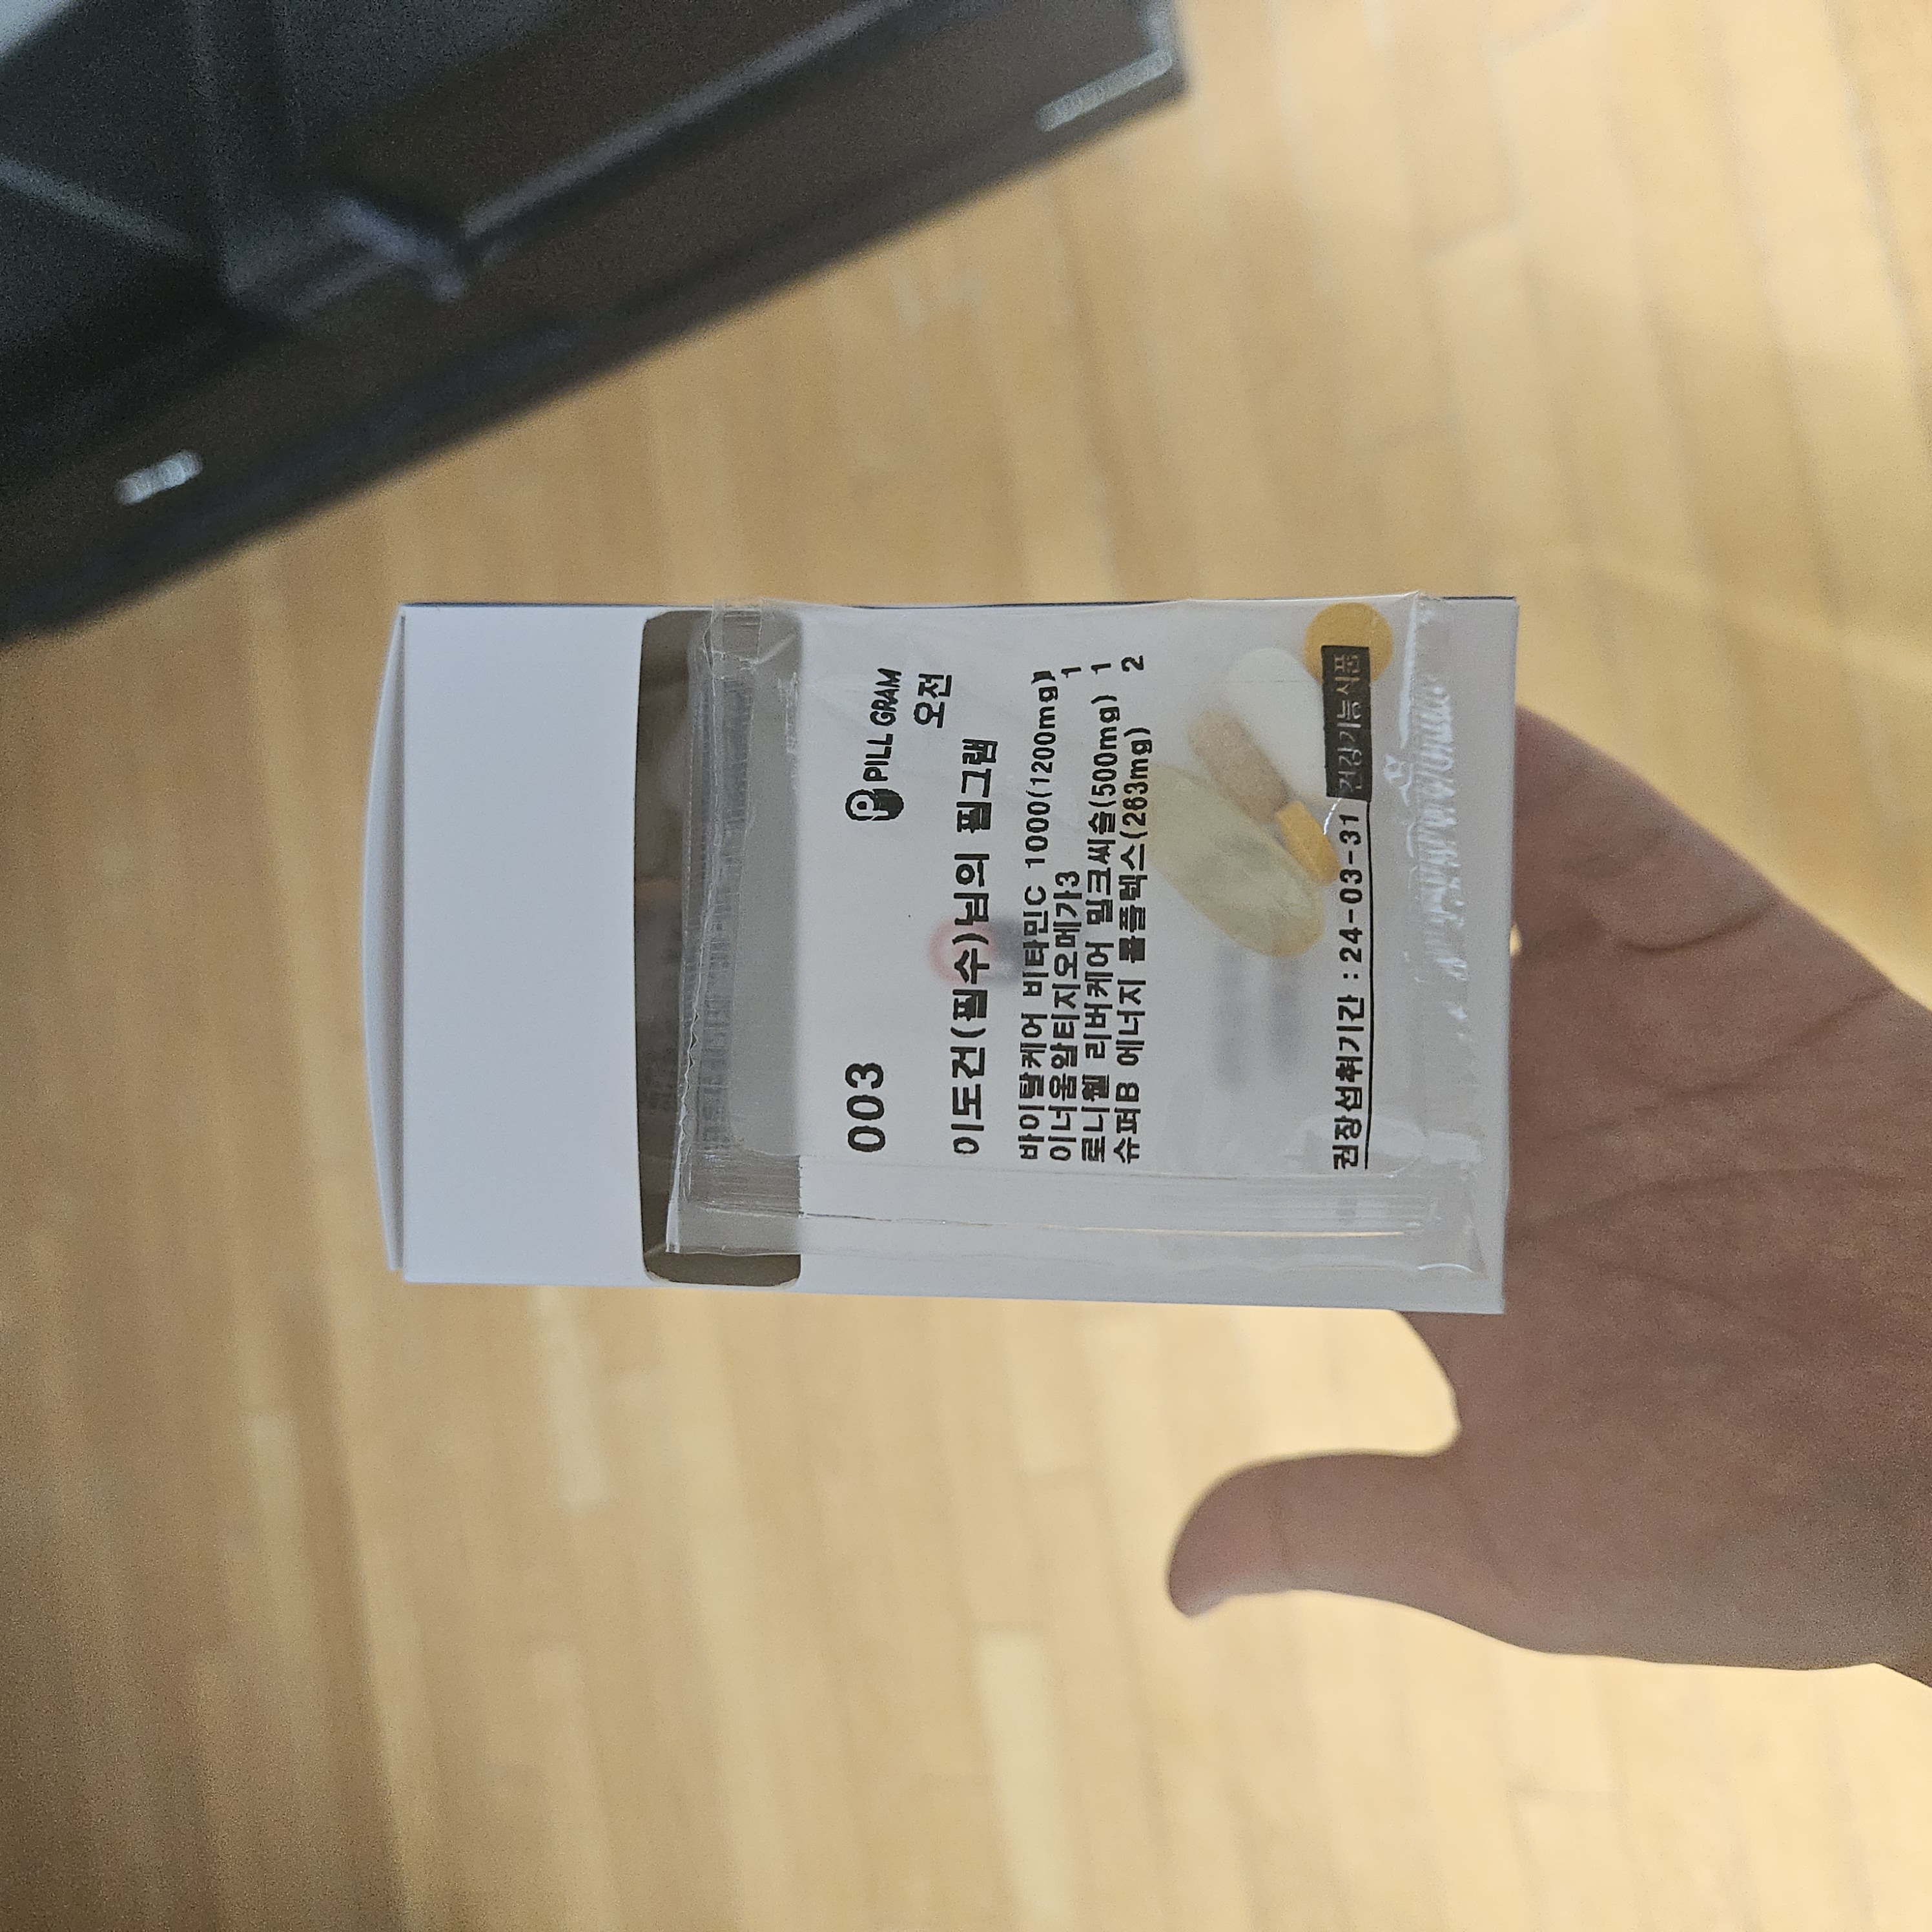 003
PILL GRAM
오전
이도건(필수)님의 필그램
바이탈케어 비타민C 1000(1200mg) 1
이너움알티지오메가3 1
로니웰 리버케어 밀크씨슬(500mg) 1
슈퍼B 에너지 콤플렉스(263mg) 2
권장섭취기간 : 24-03-31
건강기능식품